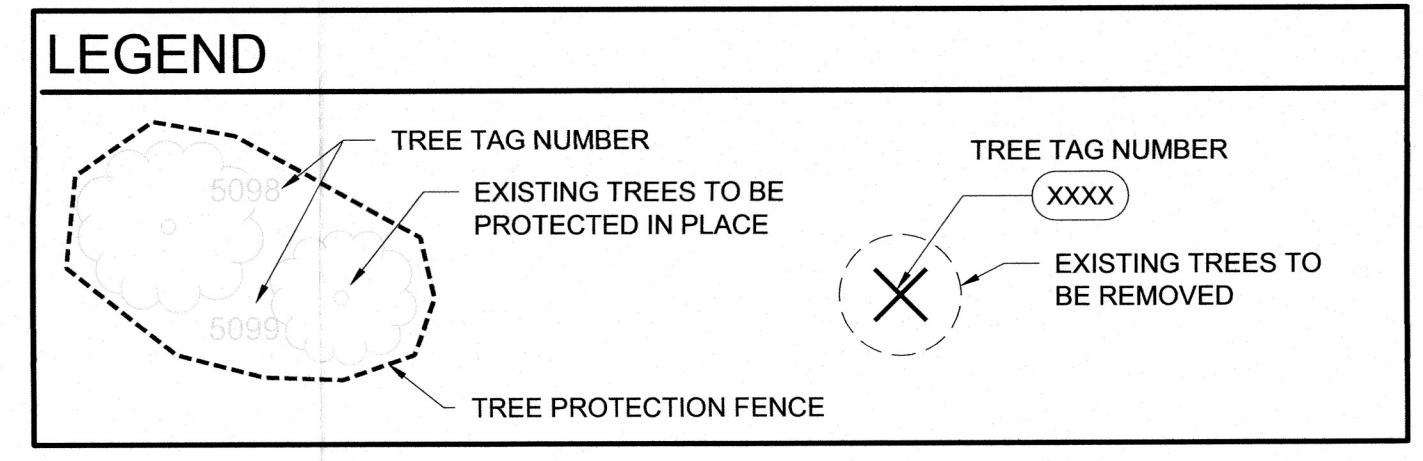 LEGEND
TREE TAG NUMBER
5098
EXISTING TREES TO BE
PROTECTED IN PLACE
5099
TREE PROTECTION FENCE
TREE TAG NUMBER
XXXX
EXISTING TREES TO
BE REMOVED